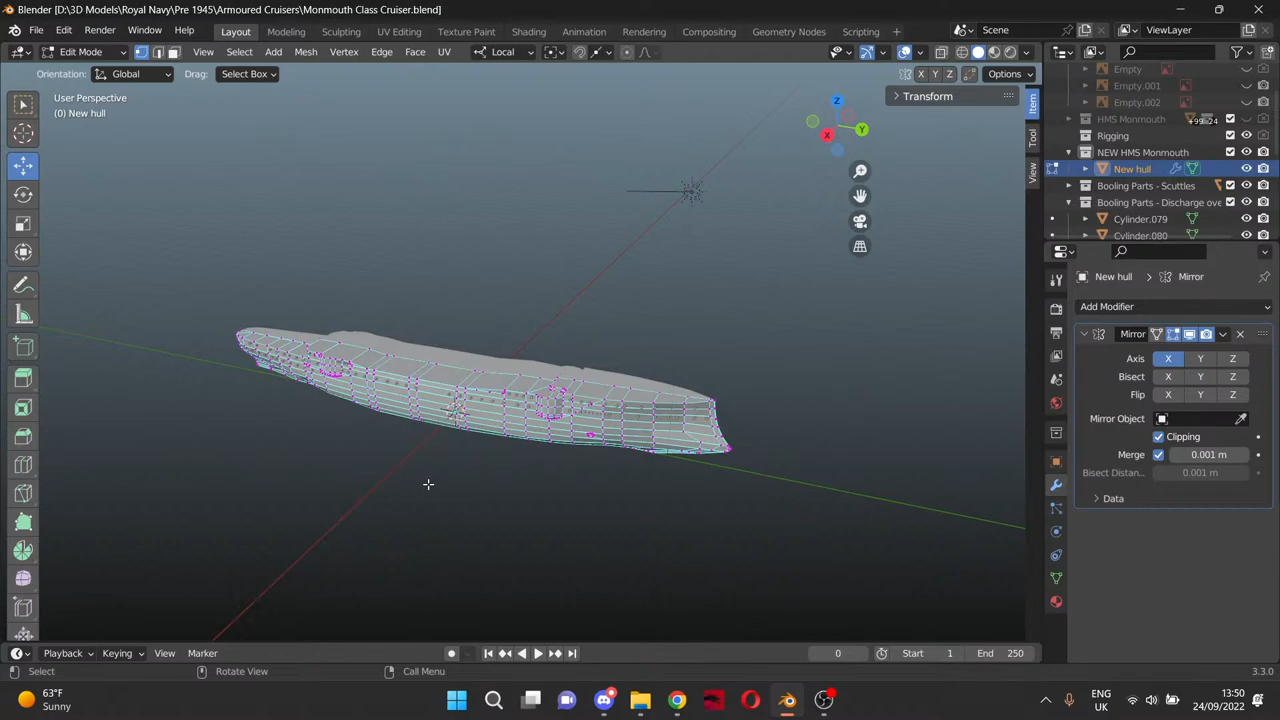 Blender [D:\3D Models\Royal Navy\Pre 1945\Armoured Cruisers\Monmouth Class Cruiser.blend]
File Edit Render Window Help Layout Modeling Sculpting UV Editing Texture Paint Shading Animation Rendering Compositing Geometry Nodes Scripting Scene ViewLayer
Edit Mode View Select Add Mesh Vertex Edge Face UV Local
Orientation: Global Drag: Select Box X Y Z Options
User Perspective
(0) New hull
Transform
Item
Tool
View
Z
Y
X
Empty
Empty.001
Empty.002
HMS Monmouth +99 24
Rigging
NEW HMS Monmouth
New hull
Booling Parts - Scuttles
Booling Parts - Discharge ove
Cylinder.079
Cylinder.080
New hull Mirror
Add Modifier
Mirror
Axis X Y Z
Bisect X Y Z
Flip X Y Z
Mirror Object
Clipping
Merge 0.001 m
Bisect Distan.. 0.001 m
Data
Playback Keying View Marker 0 Start 1 End 250
Select Rotate View Call Menu 3.3.0
63°F
Sunny
ENG
UK
13:50
24/09/2022